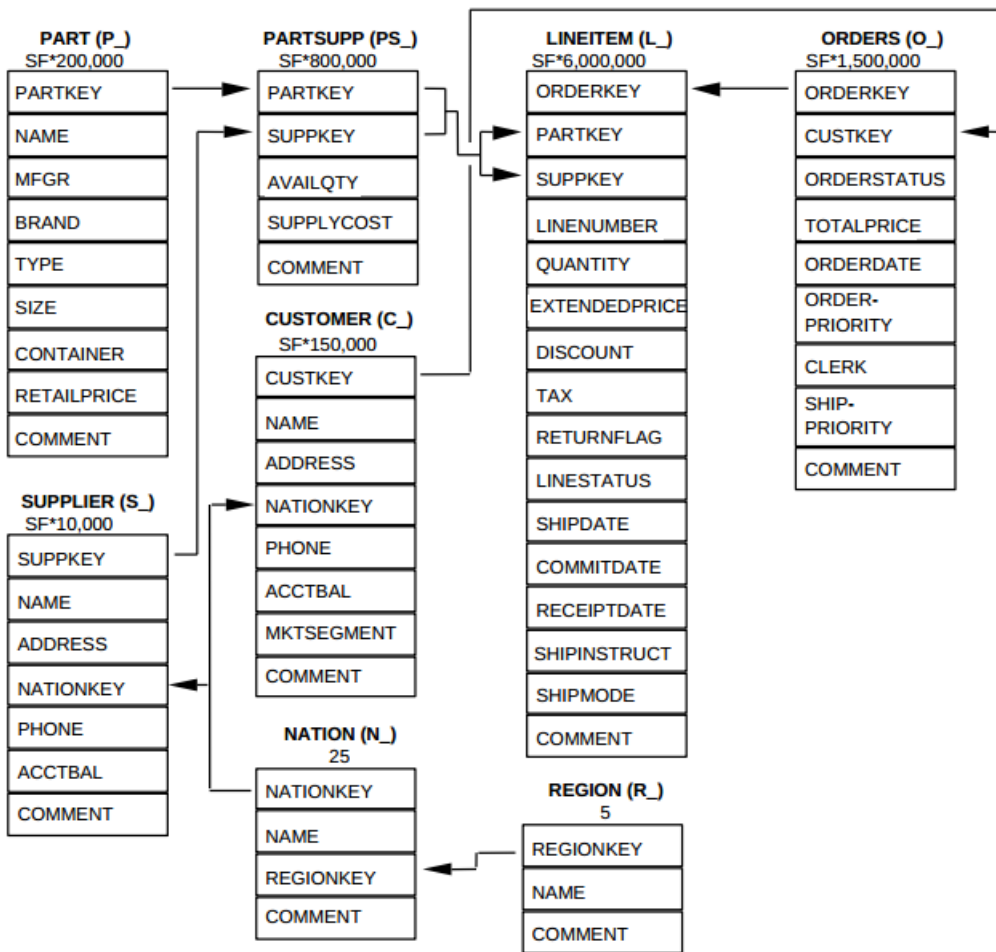 PART (P_)
SF*200,000
PARTKEY
NAME
MFGR
BRAND
TYPE
SIZE
CONTAINER
RETAILPRICE
COMMENT
SUPPLIER (S_)
SF*10,000
SUPPKEY
NAME
ADDRESS
NATIONKEY
PHONE
ACCTBAL
COMMENT
PARTSUPP (PS_)
SF*800,000
PARTKEY
SUPPKEY
AVAILQTY
SUPPLYCOST
COMMENT
CUSTOMER (C_)
SF*150,000
CUSTKEY
NAME
ADDRESS
NATIONKEY
PHONE
ACCTBAL
MKTSEGMENT
COMMENT
NATION (N_)
25
NATIONKEY
NAME
REGIONKEY
COMMENT
LINEITEM (L_)
SF*6,000,000
ORDERKEY
PARTKEY
SUPPKEY
LINENUMBER
QUANTITY
EXTENDEDPRICE
DISCOUNT
TAX
RETURNFLAG
LINESTATUS
SHIPDATE
COMMITDATE
RECEIPTDATE
SHIPINSTRUCT
SHIPMODE
COMMENT
REGION (R_)
5
REGIONKEY
NAME
COMMENT
ORDERS (O_)
SF*1,500,000
ORDERKEY
CUSTKEY
ORDERSTATUS
TOTALPRICE
ORDERDATE
ORDER-
PRIORITY
CLERK
SHIP-
PRIORITY
COMMENT